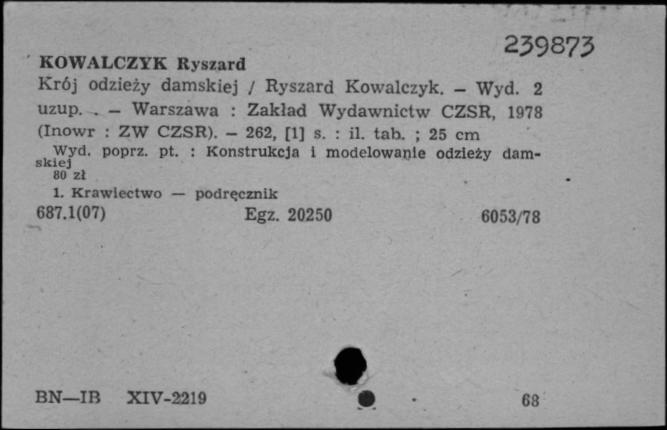 239873
KOWALCZYK Ryszard
Krój odzieży damskiej / Ryszard Kowalczyk. — Wyd. 2
uzup. . — Warszawa : Zakład Wydawnictw CZSR, 1978
(Inowr : ZW CZSR). — 262, [1] s. : il. tab. ; 25 cm
Wyd. poprz. pt. : Konstrukcja i modelowanie odzieży dam-
skiej
80 zł
1. Krawiectwo — podręcznik
687.1(07) Egz. 20250 6053/78
BN—IB XIV-2219 68